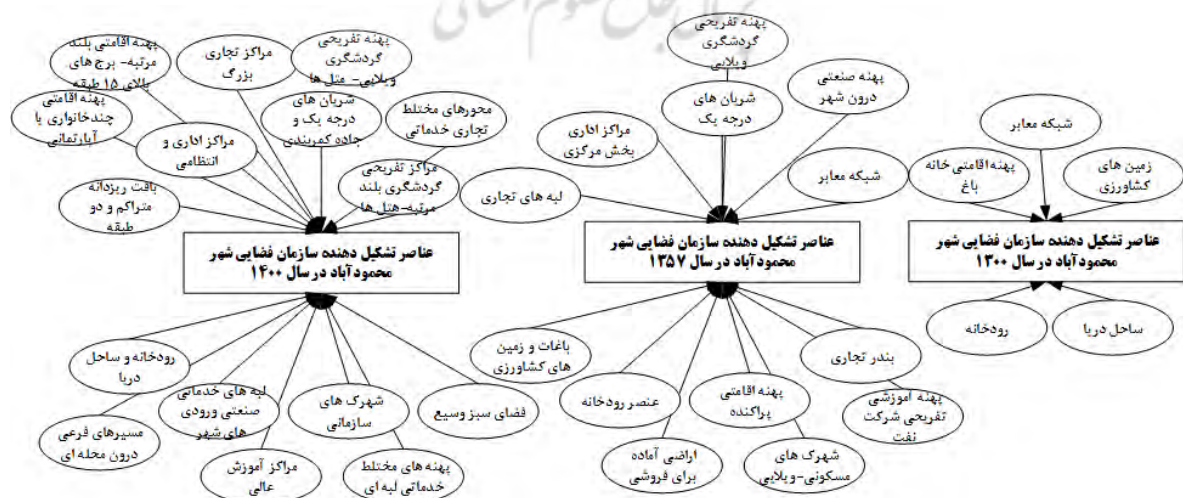 پهنه تفریحی
گردشگری
ویلایی
پهنه صنعتی
درون شهر
شریان های
درجه یک
مراکز اداری
بخش مرکزی
شبکه معابر
لبه های تجاری
عناصر تشکیل دهنده سازمان فضایی شهر
محمودآباد در سال ۱۳۵۷
باغات و زمین
های کشاورزی
عنصر رودخانه
اراضی آماده
برای فروشی
پهنه اقامتی
پراکنده
شهرک های
مسکونی-ویلایی
بندر تجاری
پهنه آموزشی
تفریحی شرکت
نفت
شبکه معابر
زمین های
کشاورزی
پهنه اقامتی خانه
باغ
عناصر تشکیل دهنده سازمان فضایی شهر
محمودآباد در سال ۱۳۰۰
رودخانه
ساحل دریا
پهنه تفریحی
گردشگری
ویلایی- متل ها
مراکز تجاری
بزرگ
پهنه اقامتی بلند
مرتبه- برج های
بالای ۱۵ طبقه
پهنه اقامتی
چندخانواری یا
آپارتمانی
محورهای مختلط
تجاری خدماتی
شریان های
درجه یک و
جاده کمربندی
مراکز اداری و
انتظامی
مراکز تفریحی
گردشگری بلند
مرتبه-هتل ها
بافت ریزدانه
متراکم و دو
طبقه
عناصر تشکیل دهنده سازمان فضایی شهر
محمودآباد در سال ۱۴۰۰
رودخانه و ساحل
دریا
مسیرهای فرعی
درون محله ای
لبه های خدماتی
صنعتی ورودی
های شهر
مراکز آموزش
عالی
شهرک های
سازمانی
پهنه های مختلط
خدماتی لبه ای
فضای سبز وسیع